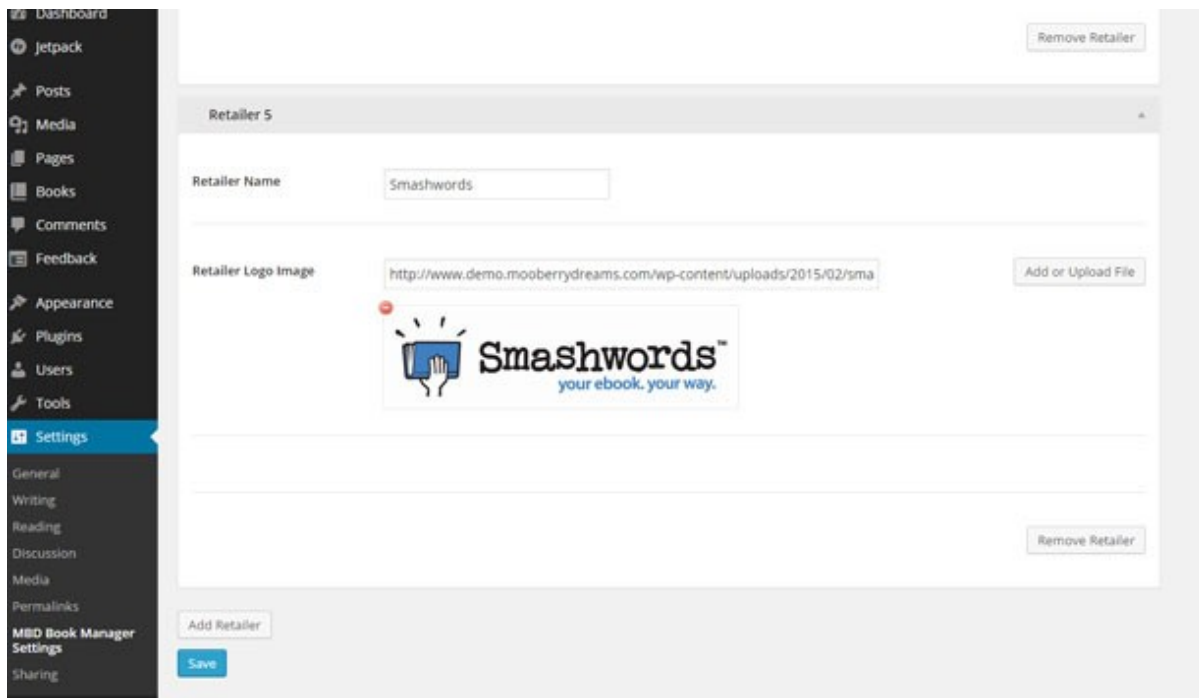 Dashboard
Jetpack
Posts
Media
Pages
Books
Comments
Feedback
Appearance
Plugins
Users
Tools
Settings
General
Writing
Reading
Discussion
Media
Permalinks
MBD Book Manager
Settings
Sharing
Remove Retailer
Retailer 5
Retailer Name
Smashwords
Retailer Logo Image
http://www.demo.mooberrydreams.com/wp-content/uploads/2015/02/sma
Add or Upload File
Smashwords™
your ebook. your way.
Remove Retailer
Add Retailer
Save